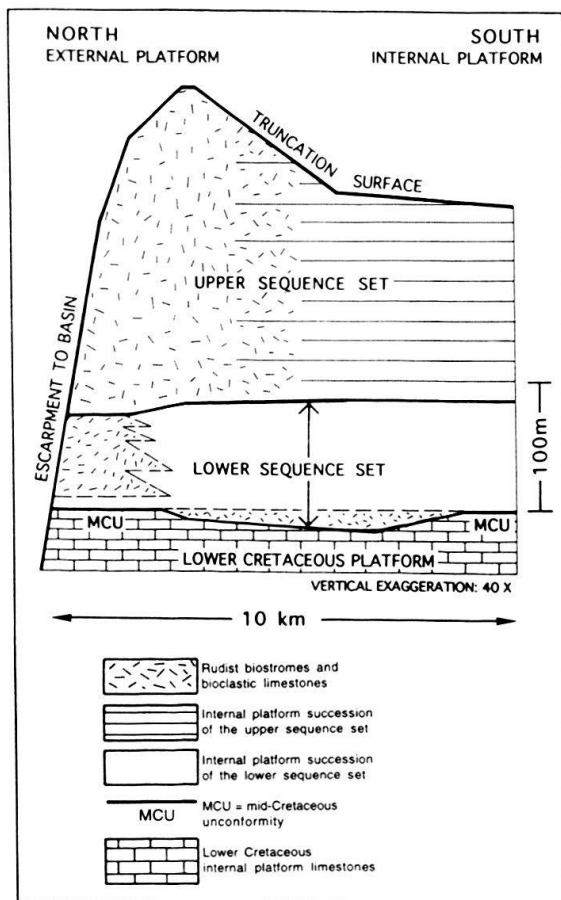 NORTH
EXTERNAL PLATFORM
SOUTH
INTERNAL PLATFORM
TRUNCATION
SURFACE
UPPER SEQUENCE SET
ESCARPMENT TO BASIN
LOWER SEQUENCE SET
100m
MCU
MCU
LOWER CRETACEOUS PLATFORM
VERTICAL EXAGGERATION: 40 X
10 km
Rudist biostromes and
bioclastic limestones
Internal platform succession
of the upper sequence set
Internal platform succession
of the lower sequence set
MCU
MCU = mid-Cretaceous
unconformity
Lower Cretaceous
internal platform limestones